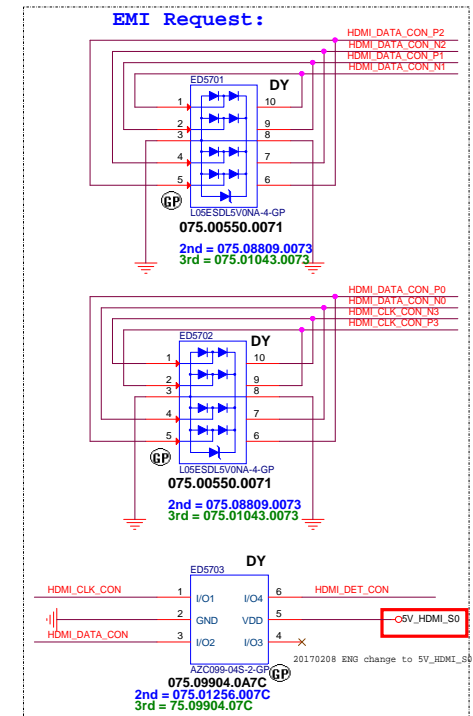 EMI Request:
HDMI_DATA_CON_P2
HDMI_DATA_CON_N2
HDMI_DATA_CON_P1
HDMI_DATA_CON_N1
ED5701
DY
1
10
2
9
3
8
4
7
5
6
GP
L05ESDL5V0NA-4-GP
075.00550.0071
2nd = 075.08809.0073
3rd = 075.01043.0073
HDMI_DATA_CON_P0
HDMI_DATA_CON_N0
HDMI_CLK_CON_N3
HDMI_CLK_CON_P3
ED5702
DY
1
10
2
9
3
8
4
7
5
6
GP
L05ESDL5V0NA-4-GP
075.00550.0071
2nd = 075.08809.0073
3rd = 075.01043.0073
DY
ED5703
HDMI_CLK_CON
1
I/O1
I/O4
6
HDMI_DET_CON
2
GND
VDD
5
5V_HDMI_S0
HDMI_DATA_CON
3
I/O2
I/O3
4
20170208 ENG change to 5V_HDMI_S0
AZC099-04S-2-GP
GP
075.09904.0A7C
2nd = 075.01256.007C
3rd = 75.09904.07C